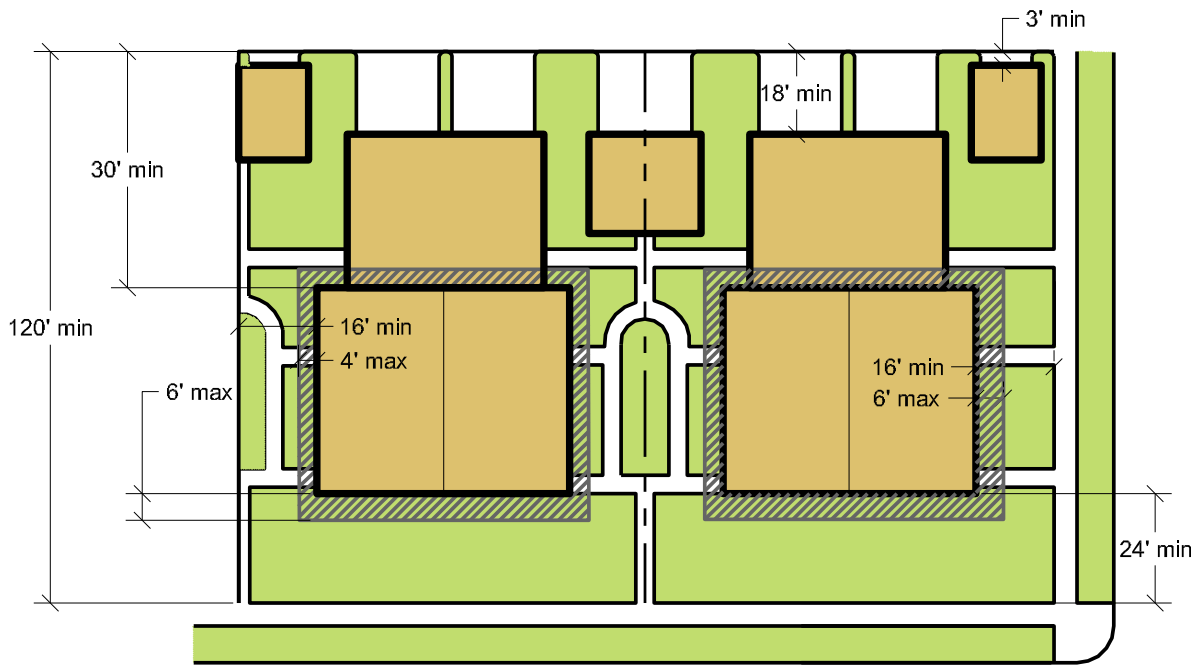 3' min
18' min
30' min
120' min
16' min
4' max
16' min
6' max
6' max
24' min